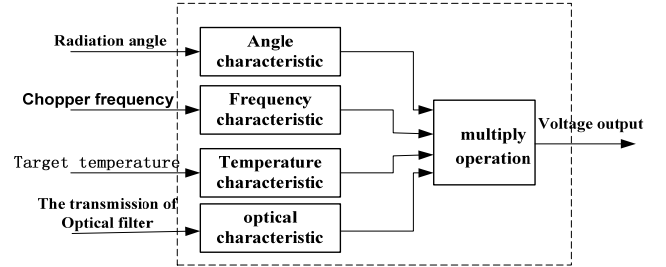 Radiation angle
Angle
characteristic
Chopper frequency
Frequency
characteristic
Target temperature
Temperature
characteristic
The transmission of
Optical filter
optical
characteristic
multiply
operation
Voltage output